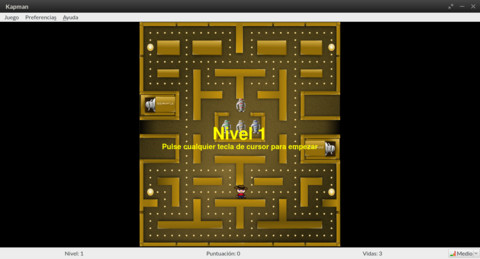 Kapman
Juego Preferencias Ayuda
Nivel 1
Pulse cualquier tecla de cursor para empezar
Nivel: 1 Puntuación: 0 Vidas: 3 Medio